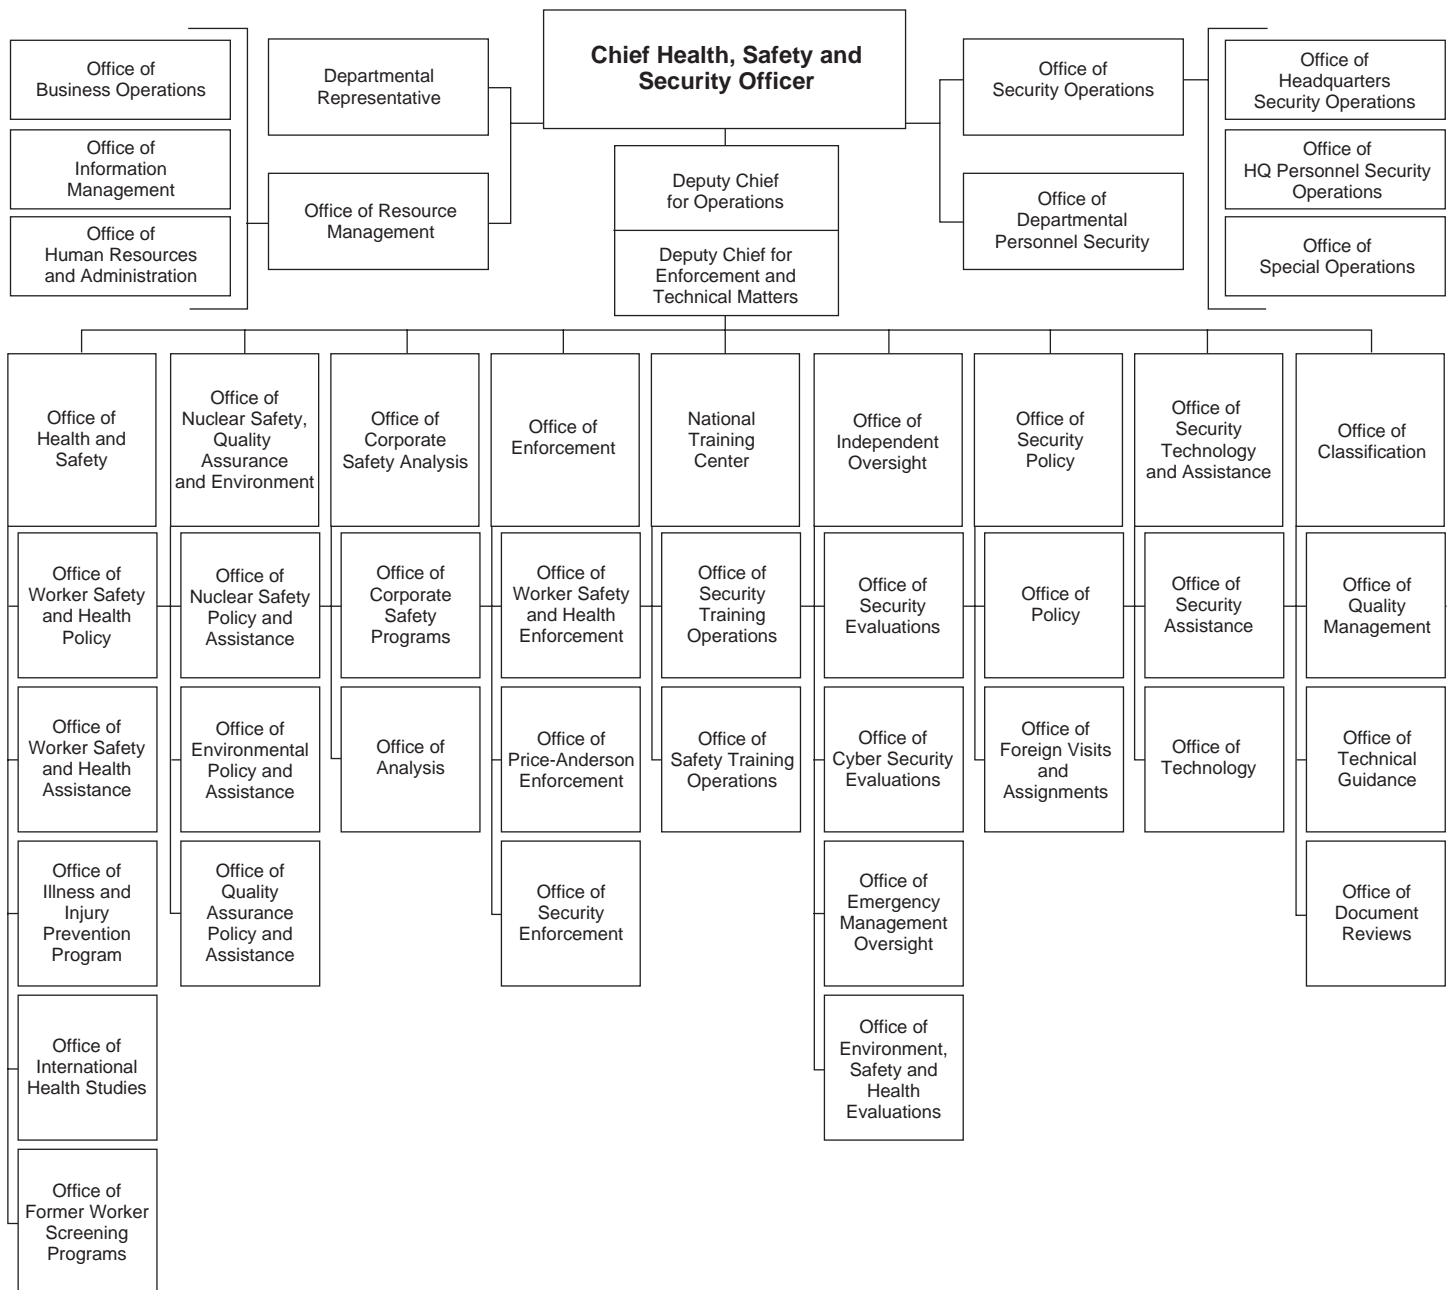 Chief Health, Safety and
Security Officer
Office of
Business Operations
Office of
Information
Management
Office of
Human Resources
and Administration
Departmental
Representative
Office of Resource
Management
Deputy Chief
for Operations
Deputy Chief for
Enforcement and
Technical Matters
Office of
Security Operations
Office of
Departmental
Personnel Security
Office of
Headquarters
Security Operations
Office of
HQ Personnel Security
Operations
Office of
Special Operations
Office of
Health and
Safety
Office of
Worker Safety
and Health
Policy
Office of
Worker Safety
and Health
Assistance
Office of
Illness and
Injury
Prevention
Program
Office of
International
Health Studies
Office of
Former Worker
Screening
Programs
Office of
Nuclear Safety,
Quality
Assurance
and Environment
Office of
Nuclear Safety
Policy and
Assistance
Office of
Environmental
Policy and
Assistance
Office of
Quality
Assurance
Policy and
Assistance
Office of
Corporate
Safety Analysis
Office of
Corporate
Safety
Programs
Office of
Analysis
Office of
Enforcement
Office of
Worker Safety
and Health
Enforcement
Office of
Price-Anderson
Enforcement
Office of
Security
Enforcement
National
Training
Center
Office of
Security
Training
Operations
Office of
Safety Training
Operations
Office of
Independent
Oversight
Office of
Security
Evaluations
Office of
Cyber Security
Evaluations
Office of
Emergency
Management
Oversight
Office of
Environment,
Safety and
Health
Evaluations
Office of
Security
Policy
Office of
Policy
Office of
Foreign Visits
and
Assignments
Office of
Security
Technology
and Assistance
Office of
Security
Assistance
Office of
Technology
Office of
Classification
Office of
Quality
Management
Office of
Technical
Guidance
Office of
Document
Reviews